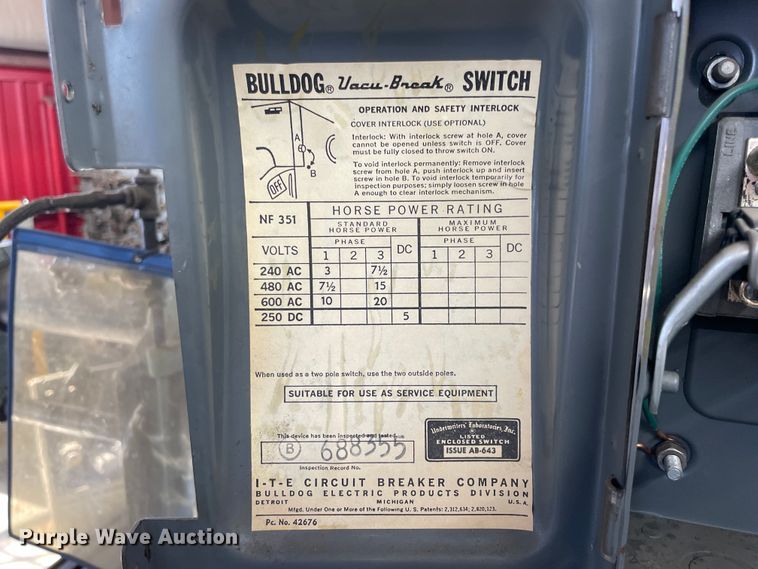 BULLDOG® Vacu-Break® SWITCH
OPERATION AND SAFETY INTERLOCK
COVER INTERLOCK (USE OPTIONAL)
Interlock: With interlock screw at hole A, cover
cannot be opened unless switch is OFF. Cover
must be fully closed to throw switch ON.
To void interlock permanently: Remove interlock
screw from hole A, push interlock up and insert
screw in hole B. To void interlock temporarily for
inspection purposes; simply loosen screw in hole
A enough to clear interlock mechanism.
A
B
OFF
NF 351
HORSE POWER RATING
STANDARD HORSE POWER
MAXIMUM HORSE POWER
VOLTS
PHASE
DC
PHASE
DC
1 2 3
1 2 3
240 AC 3 7½
480 AC 7½ 15
600 AC 10 20
250 DC 5
When used as a two pole switch, use the two outside poles.
SUITABLE FOR USE AS SERVICE EQUIPMENT
This device has been inspected and tested
B 688355
Inspection Record No.
Underwriters' Laboratories, Inc.
LISTED
ENCLOSED SWITCH
ISSUE AB-643
I-T-E CIRCUIT BREAKER COMPANY
BULLDOG ELECTRIC PRODUCTS DIVISION
DETROIT MICHIGAN U.S.A.
Mfgd. Under One or More of the Following U. S. Patents: 2,312,634; 2,820,123.
Pc. No. 42676
LINE
Purple Wave Auction